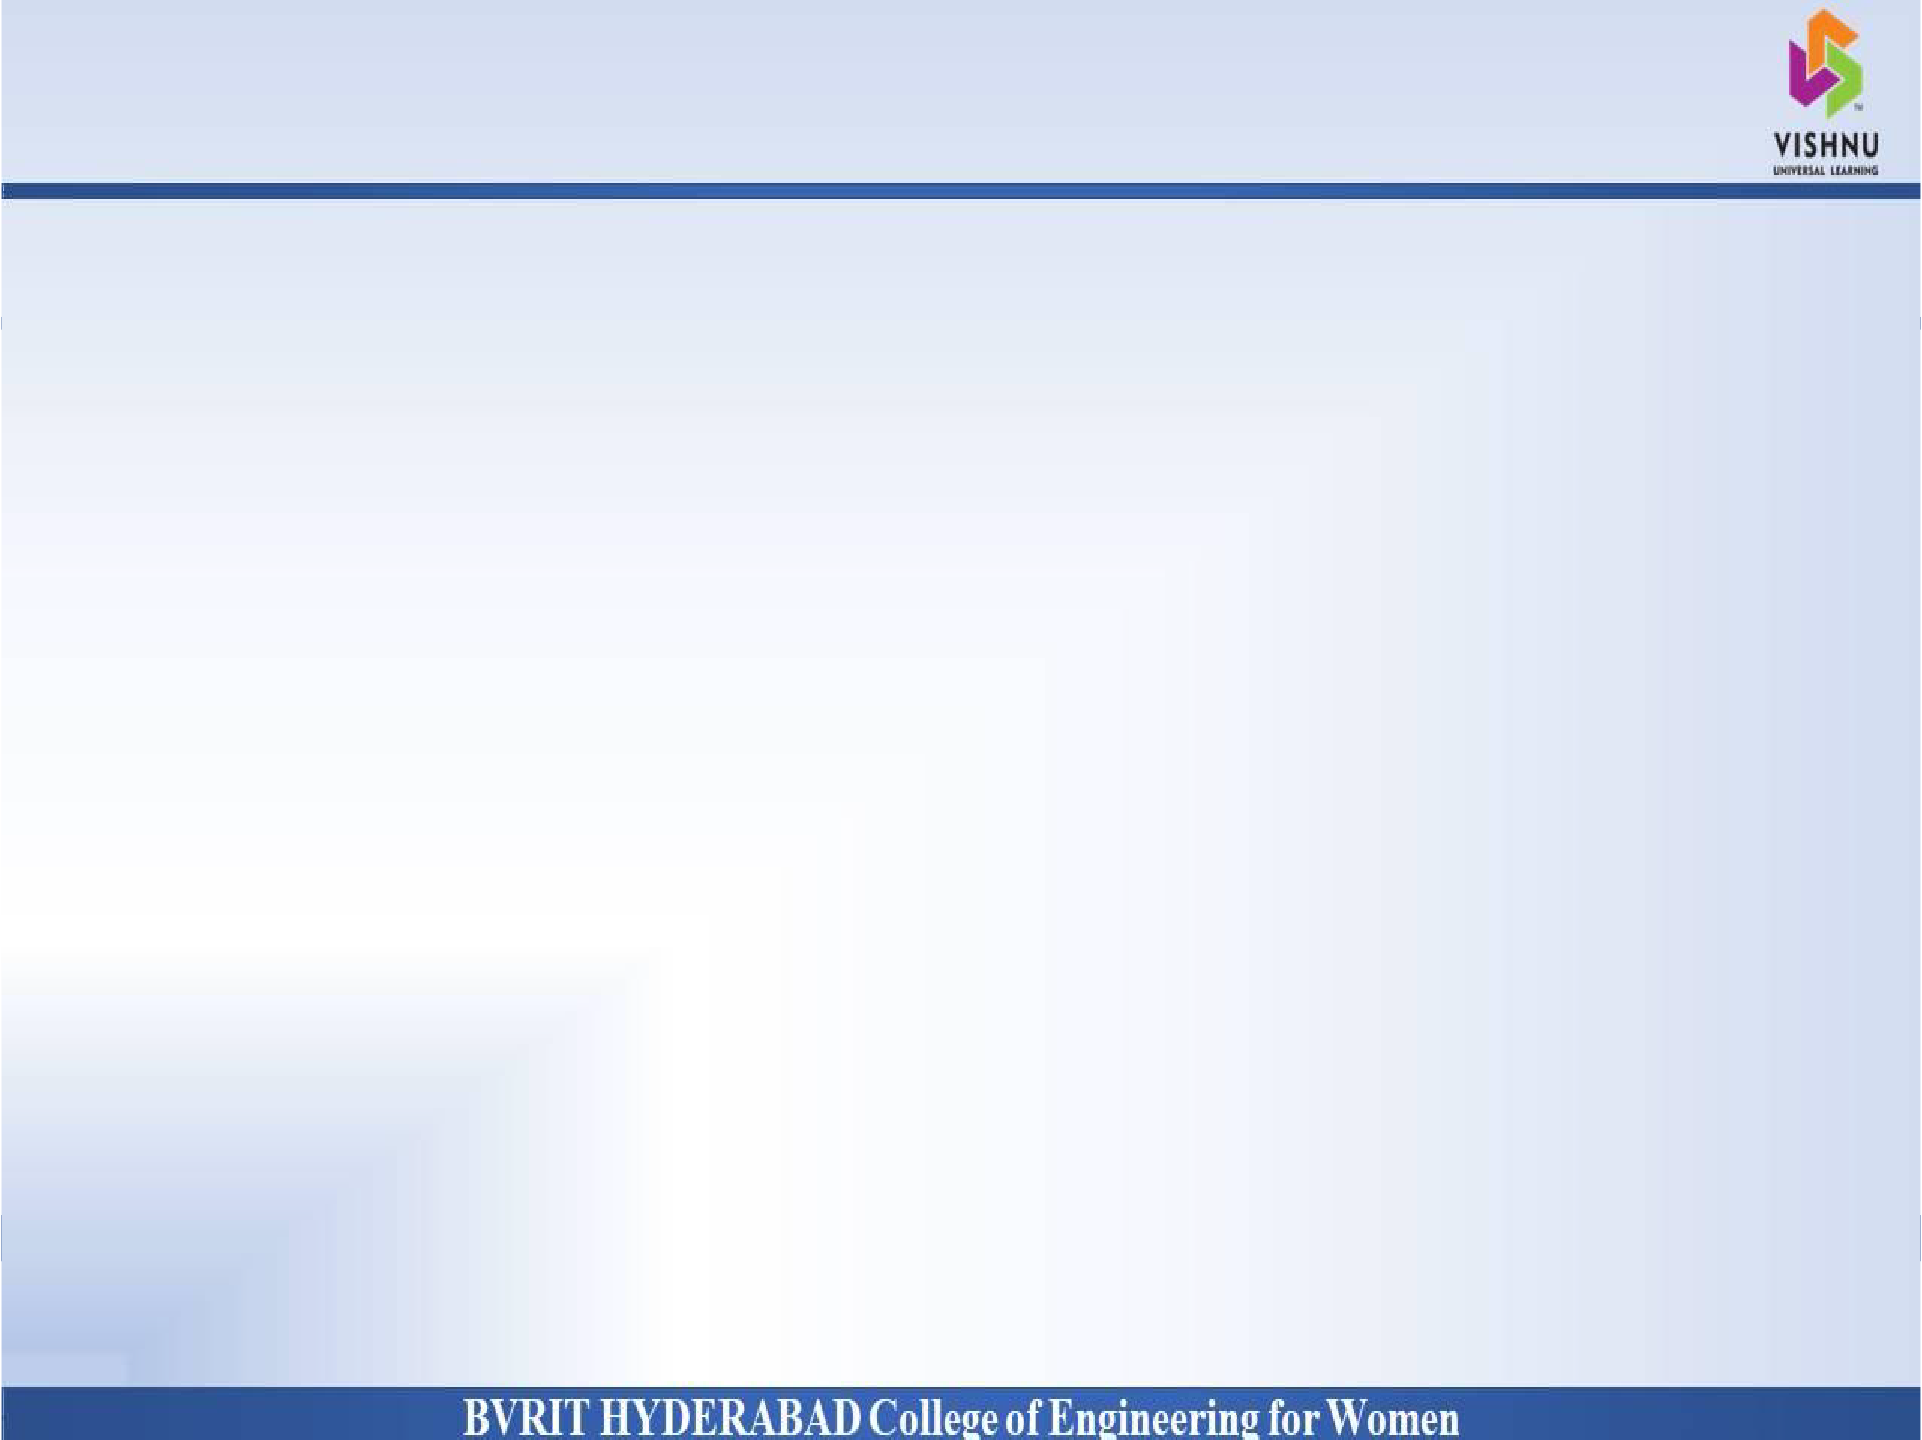 VISHNU
UNIVERSAL LEARNING
BVRIT HYDERABAD College of Engineering for Women